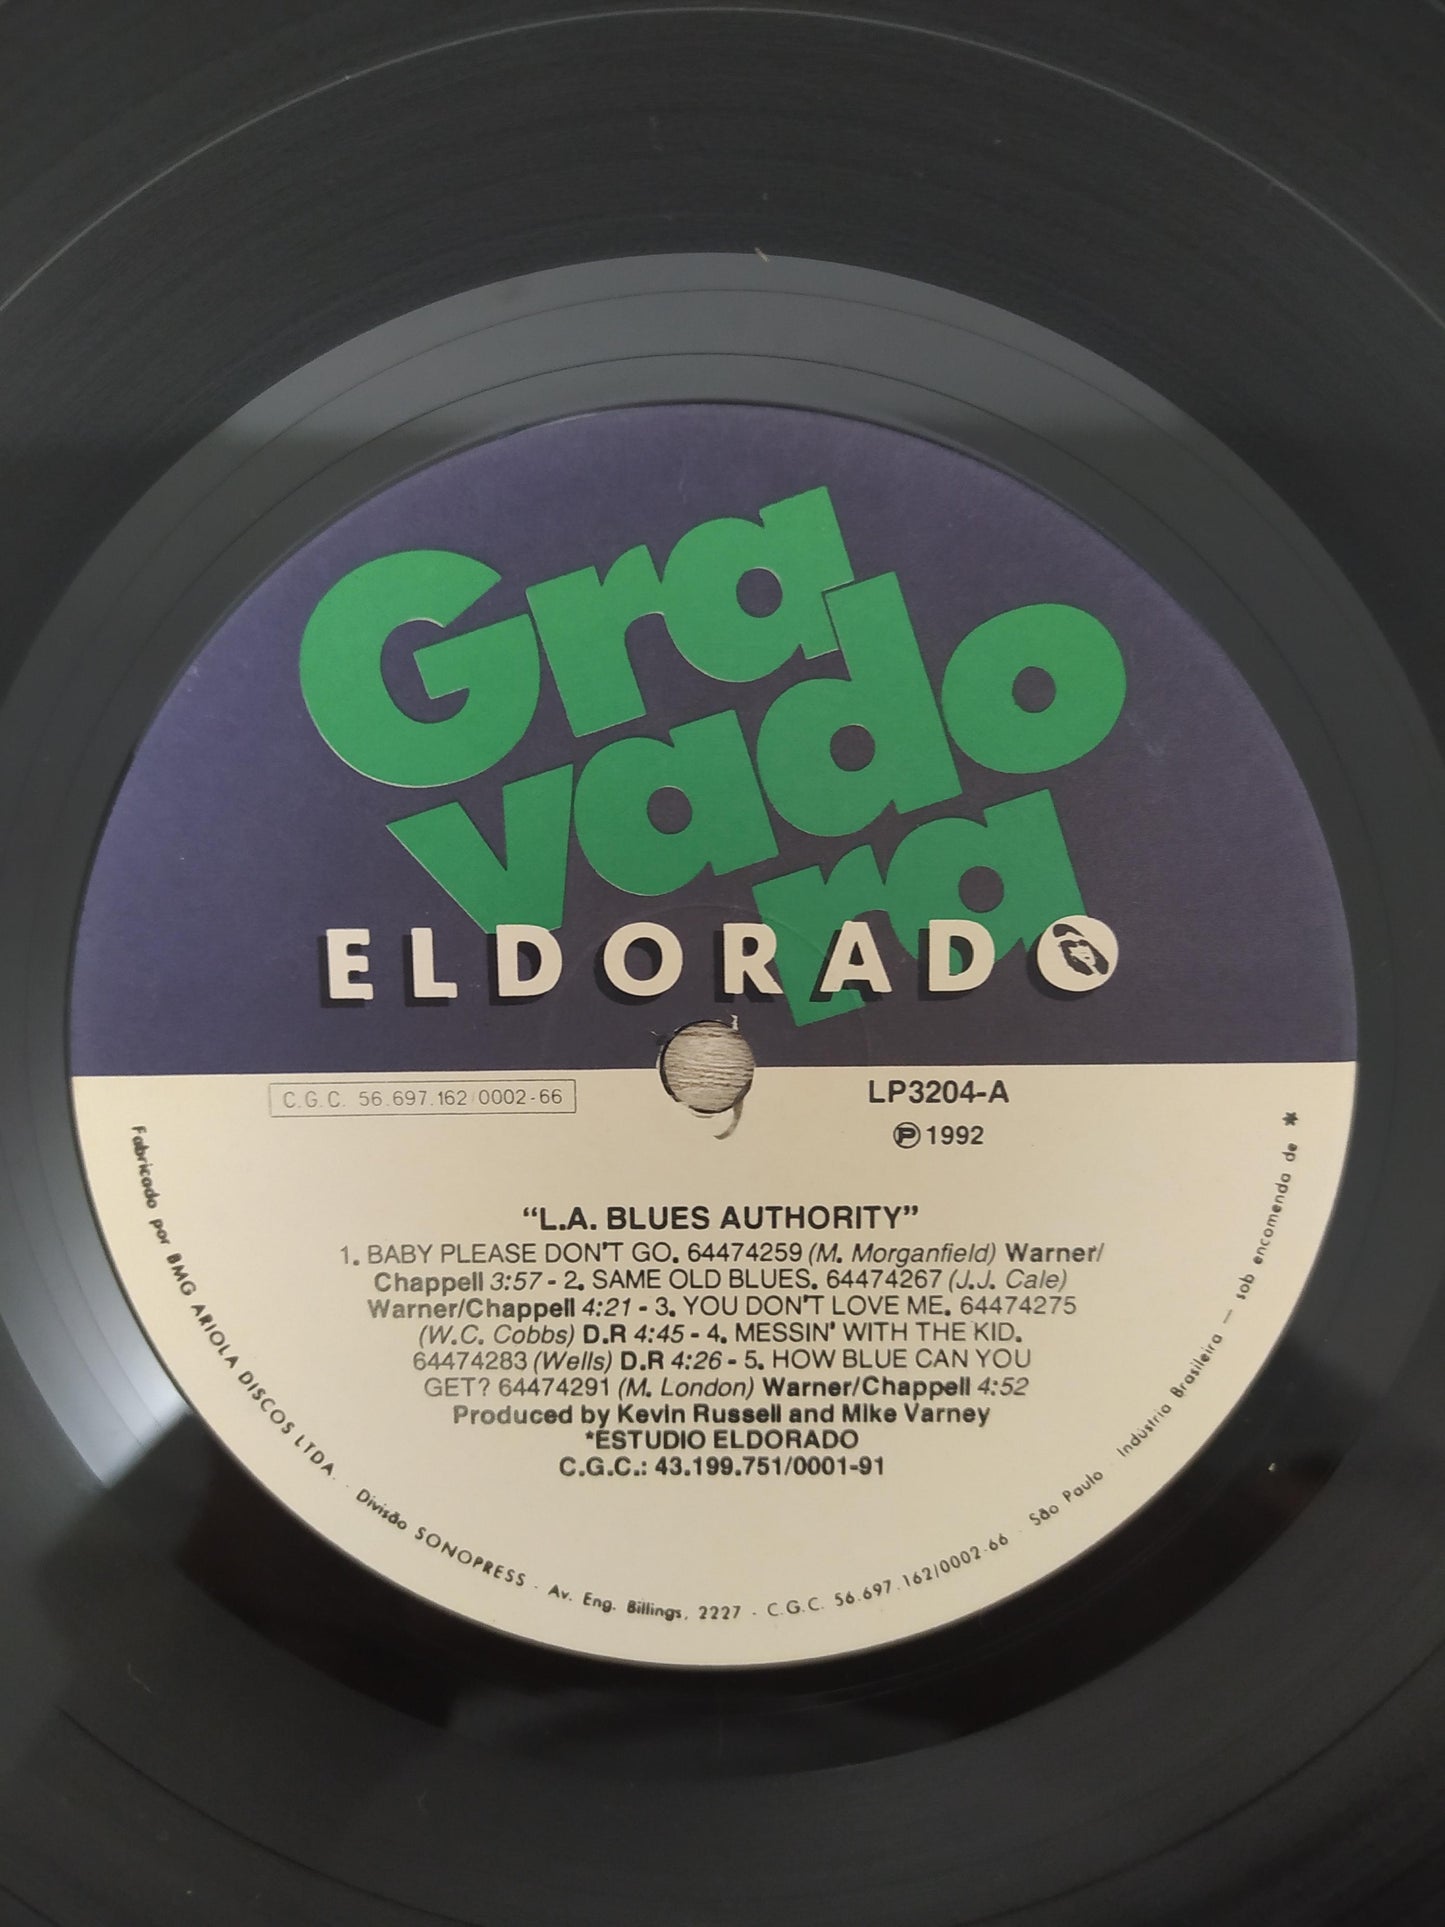 Gra
vado
ra
ELDORADO
C.G.C. 56.697.162/0002-66
LP3204-A
Ⓟ 1992
“L.A. BLUES AUTHORITY”
1. BABY PLEASE DON'T GO. 64474259 (M. Morganfield) Warner/
Chappell 3:57 - 2. SAME OLD BLUES. 64474267 (J.J. Cale)
Warner/Chappell 4:21 - 3. YOU DON'T LOVE ME. 64474275
(W.C. Cobbs) D.R 4:45 - 4. MESSIN' WITH THE KID.
64474283 (Wells) D.R 4:26 - 5. HOW BLUE CAN YOU
GET? 64474291 (M. London) Warner/Chappell 4:52
Produced by Kevin Russell and Mike Varney
*ESTUDIO ELDORADO
C.G.C.: 43.199.751/0001-91
Fabricado por BMG ARIOLA DISCOS LTDA. · Divisão SONOPRESS · Av. Eng. Billings, 2227 · C.G.C. 56.697.162/0002-66 · São Paulo · Indústria Brasileira — sob encomenda de *